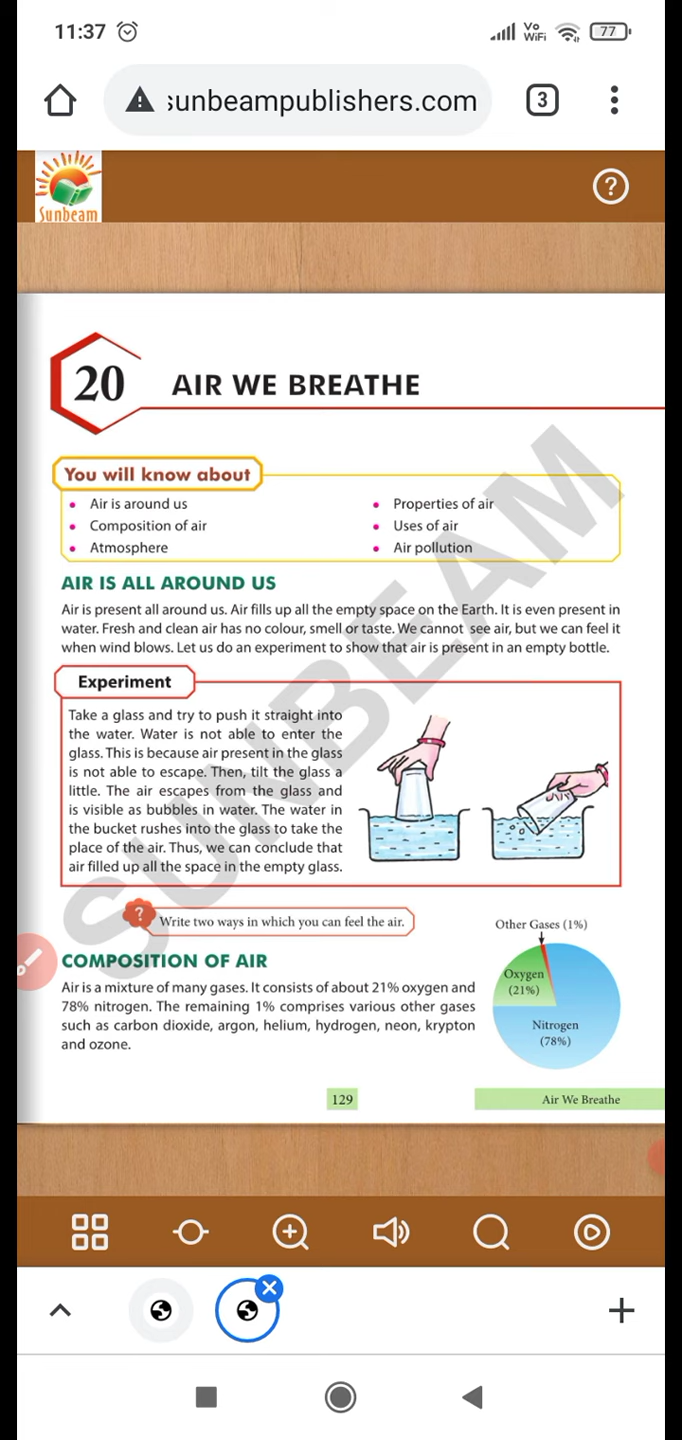 11:37
Vo
WiFi
77
sunbeampublishers.com
3
Sunbeam
?
20
AIR WE BREATHE
You will know about
• Air is around us
• Composition of air
• Atmosphere
• Properties of air
• Uses of air
• Air pollution
AIR IS ALL AROUND US
Air is present all around us. Air fills up all the empty space on the Earth. It is even present in
water. Fresh and clean air has no colour, smell or taste. We cannot see air, but we can feel it
when wind blows. Let us do an experiment to show that air is present in an empty bottle.
Experiment
Take a glass and try to push it straight into
the water. Water is not able to enter the
glass. This is because air present in the glass
is not able to escape. Then, tilt the glass a
little. The air escapes from the glass and
is visible as bubbles in water. The water in
the bucket rushes into the glass to take the
place of the air. Thus, we can conclude that
air filled up all the space in the empty glass.
SUNBEAM
? Write two ways in which you can feel the air.
COMPOSITION OF AIR
Air is a mixture of many gases. It consists of about 21% oxygen and
78% nitrogen. The remaining 1% comprises various other gases
such as carbon dioxide, argon, helium, hydrogen, neon, krypton
and ozone.
Other Gases (1%)
Oxygen
(21%)
Nitrogen
(78%)
129
Air We Breathe